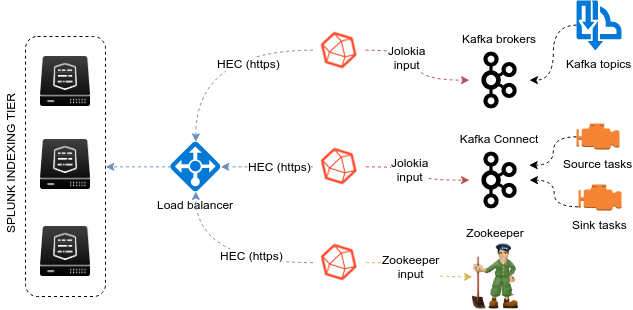 SPLUNK INDEXING TIER
HEC (https)
Jolokia
input
Kafka brokers
Kafka topics
Load balancer
HEC (https)
Jolokia
input
Kafka Connect
Source tasks
Sink tasks
HEC (https)
Zookeeper
input
Zookeeper